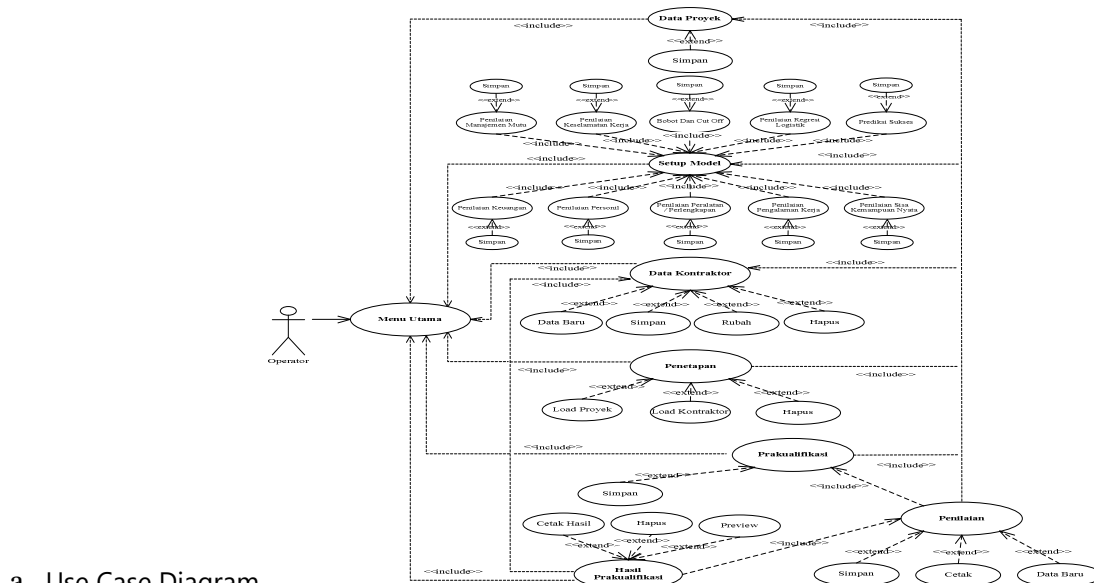 <<include>> Data Proyek <<include>>
<<extend>>
Simpan
Simpan Simpan Simpan Simpan Simpan
<<extend>> <<extend>> <<extend>> <<extend>> <<extend>>
Penilaian Manajemen Mutu
Penilaian Keselamatan Kerja
Bobot Dan Cut Off
Penilaian Regresi Logistik
Prediksi Sukses
<<include>> <<include>> <<include>> <<include>> <<include>>
<<include>> Setup Model <<include>>
<<include>> <<include>> <<include>> <<include>> <<include>>
Penilaian Keuangan
Penilaian Personil
Penilaian Peralatan / Perlengkapan
Penilaian Pengalaman Kerja
Penilaian Sisa Kemampuan Nyata
<<extend>> <<extend>> <<extend>> <<extend>> <<extend>>
Simpan Simpan Simpan Simpan Simpan
<<include>> Data Kontraktor <<include>>
<<include>>
<<extend>> <<extend>> <<extend>> <<extend>>
Data Baru Simpan Rubah Hapus
Menu Utama
Operator
Penetapan
<<include>> <<include>>
<<extend>> <<extend>> <<extend>>
Load Proyek Load Kontraktor Hapus
<<include>> Prakualifikasi <<include>>
<<extend>>
Simpan
<<include>>
Cetak Hasil Hapus Preview
Penilaian
<<extend>> <<extend>> <<extend>>
<<include>>
<<include>> Hasil Prakualifikasi
<<extend>> <<extend>> <<extend>>
Simpan Cetak Data Baru
a. Use Case Diagram